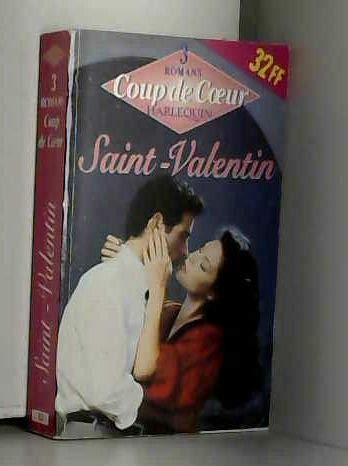 3
ROMANS
Coup de Cœur
HARLEQUIN
32FF
Saint-Valentin
3
ROMANS
Coup
de Cœur
Saint-Valentin